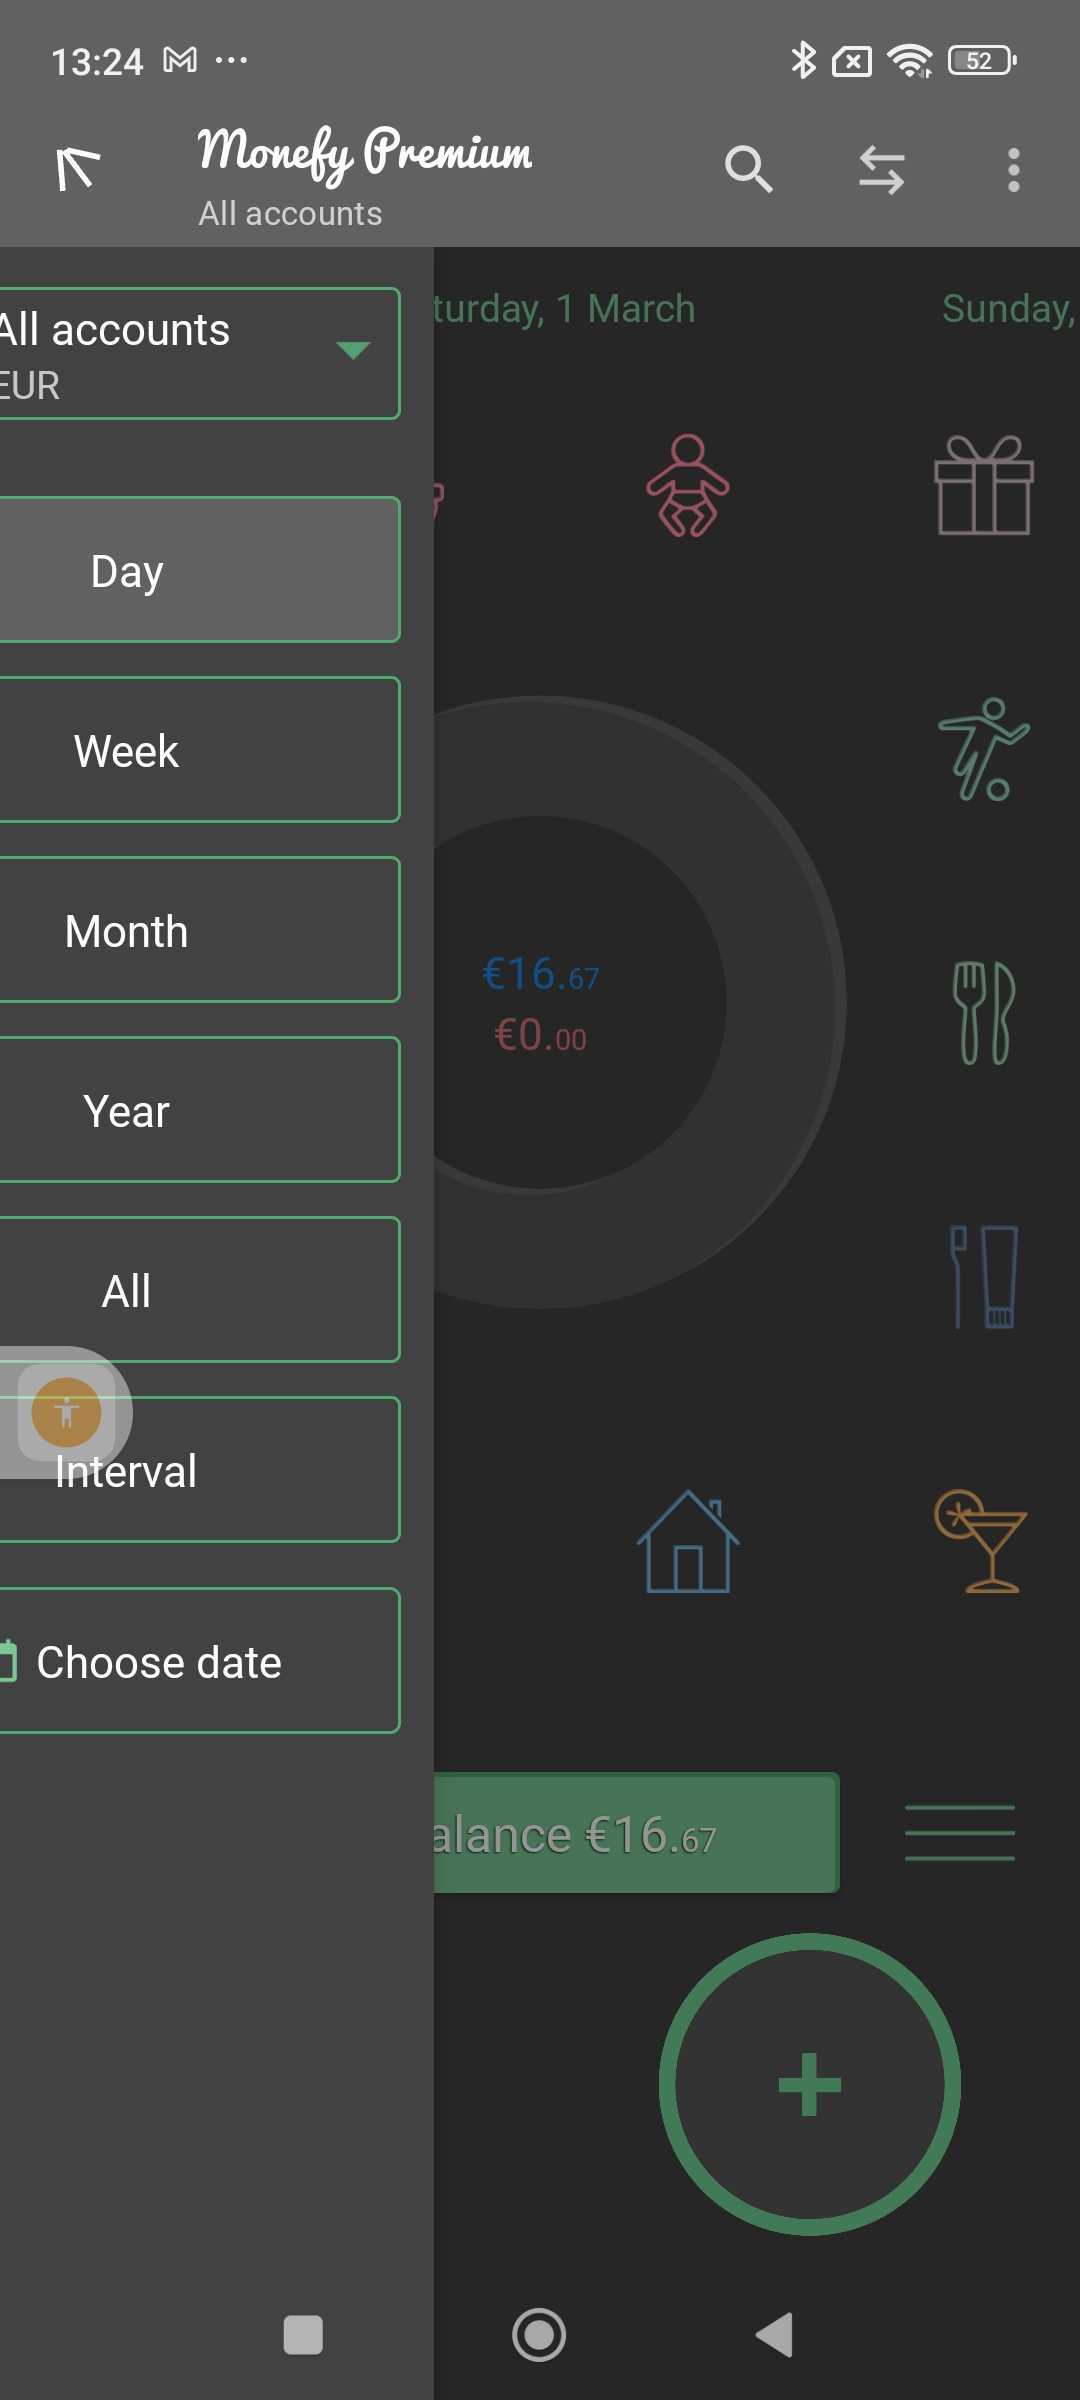 13:24
52
Monefy Premium
All accounts
All accounts
EUR
turday, 1 March
Sunday,
Day
Week
Month
€16.67
€0.00
Year
All
Interval
Choose date
alance €16.67